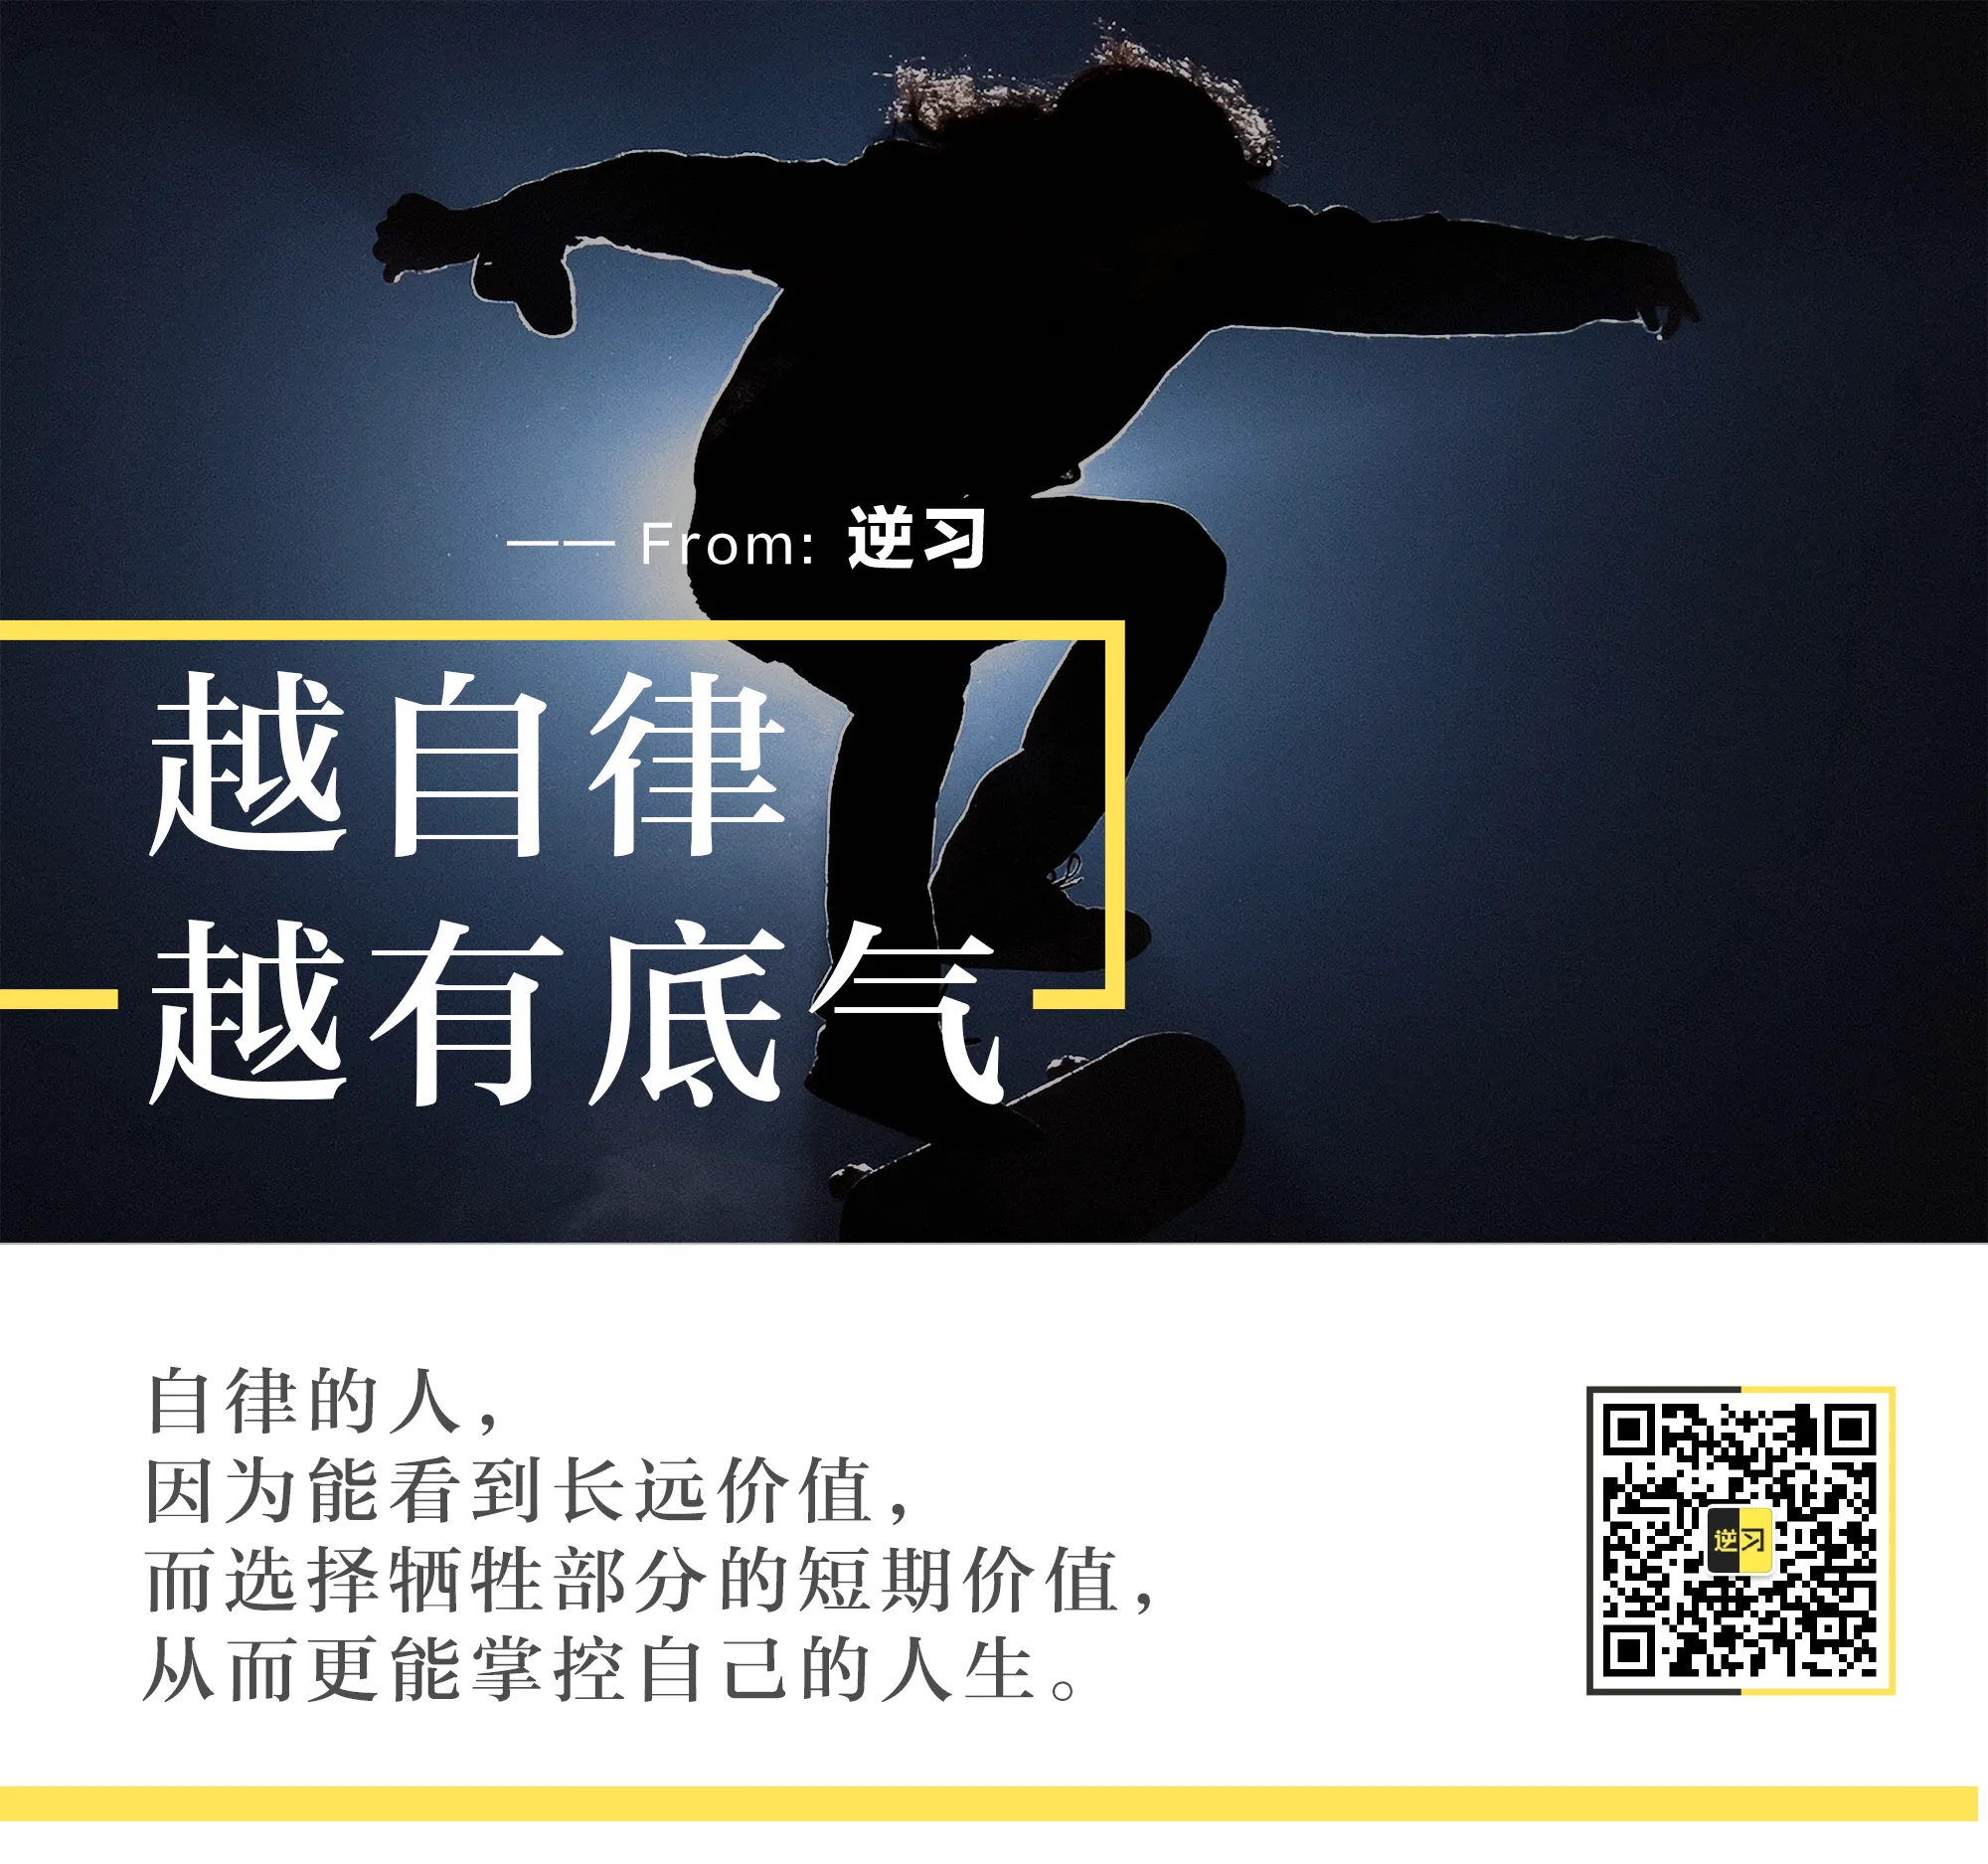 —— From: 逆习
越自律
越有底气
自律的人，
因为能看到长远价值，
而选择牺牲部分的短期价值，
从而更能掌控自己的人生。
逆习